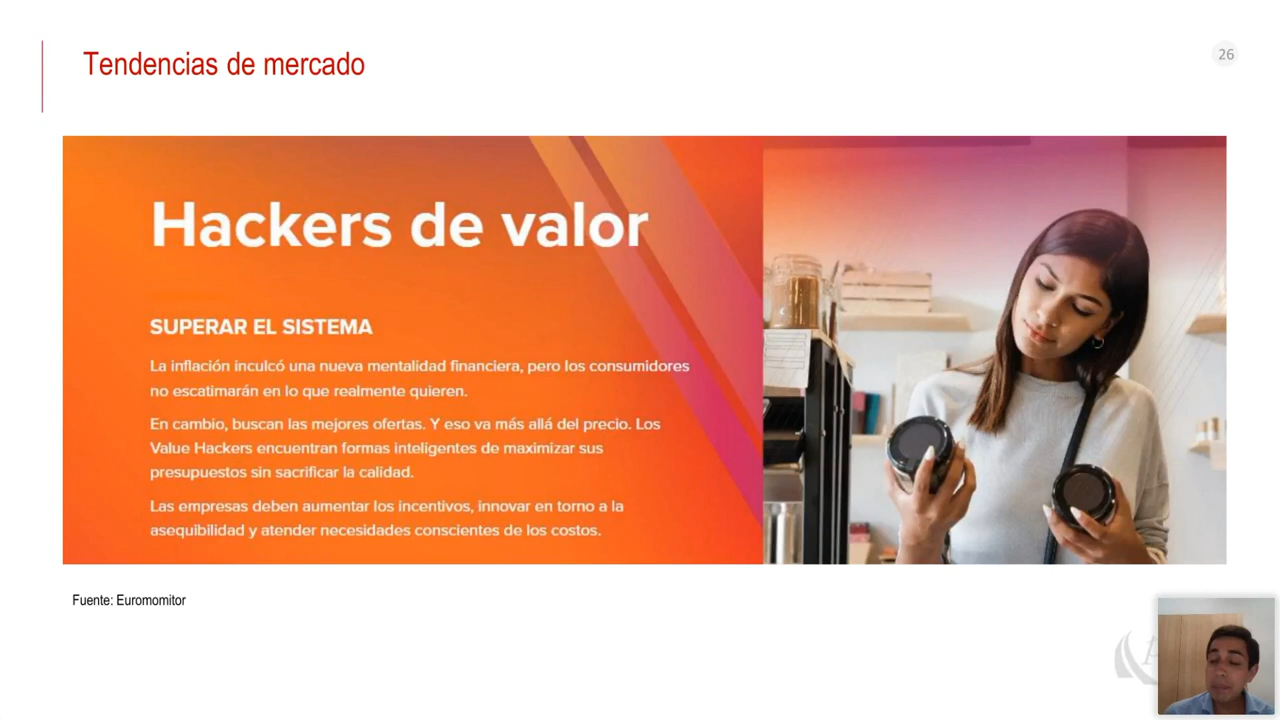 Tendencias de mercado
26
Hackers de valor
SUPERAR EL SISTEMA
La inflación inculcó una nueva mentalidad financiera, pero los consumidores
no escatimarán en lo que realmente quieren.
En cambio, buscan las mejores ofertas. Y eso va más allá del precio. Los
Value Hackers encuentran formas inteligentes de maximizar sus
presupuestos sin sacrificar la calidad.
Las empresas deben aumentar los incentivos, innovar en torno a la
asequibilidad y atender necesidades conscientes de los costos.
Fuente: Euromomitor